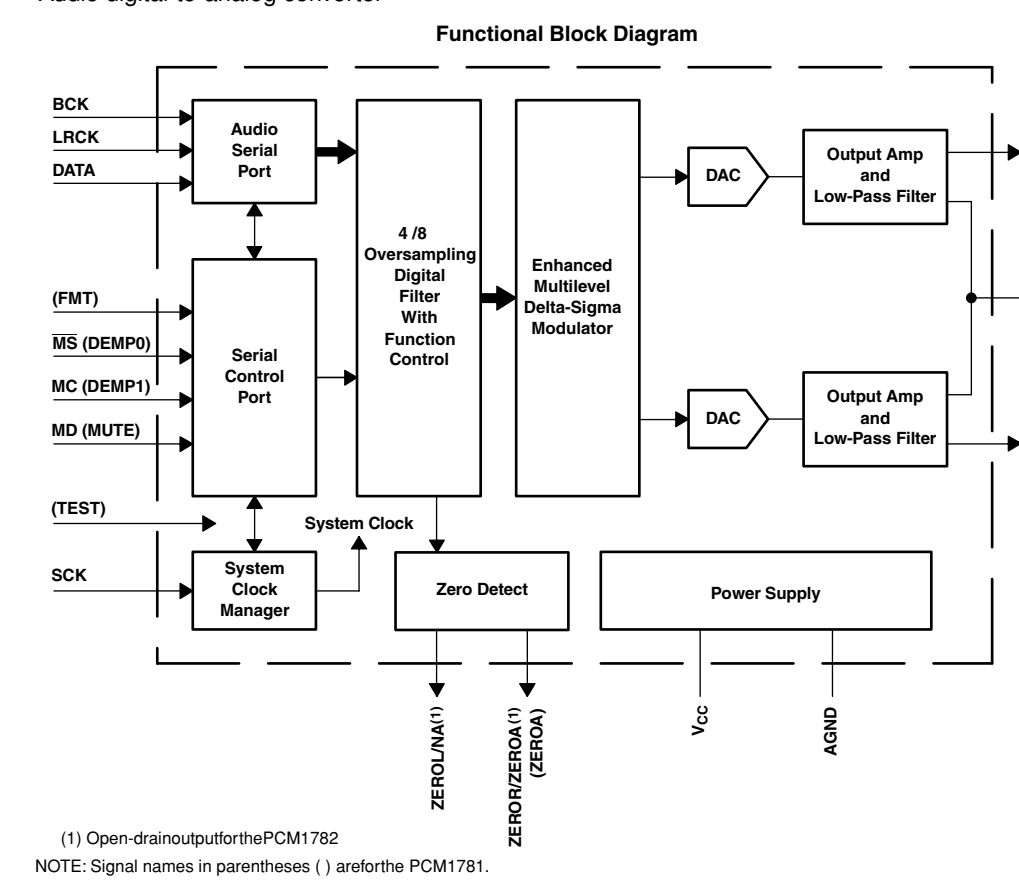 Audio digital-to-analog converter
Functional Block Diagram
BCK
LRCK
DATA
Audio
Serial
Port
(FMT)
MS (DEMP0)
MC (DEMP1)
MD (MUTE)
Serial
Control
Port
(TEST)
SCK
System
Clock
Manager
System Clock
4 /8
Oversampling
Digital
Filter
With
Function
Control
Enhanced
Multilevel
Delta-Sigma
Modulator
DAC
Output Amp
and
Low-Pass Filter
DAC
Output Amp
and
Low-Pass Filter
Zero Detect
Power Supply
ZEROL/NA(1)
ZEROR/ZEROA(1)
(ZEROA)
VCC
AGND
(1) Open-drainoutputforthePCM1782
NOTE: Signal names in parentheses ( ) areforthe PCM1781.